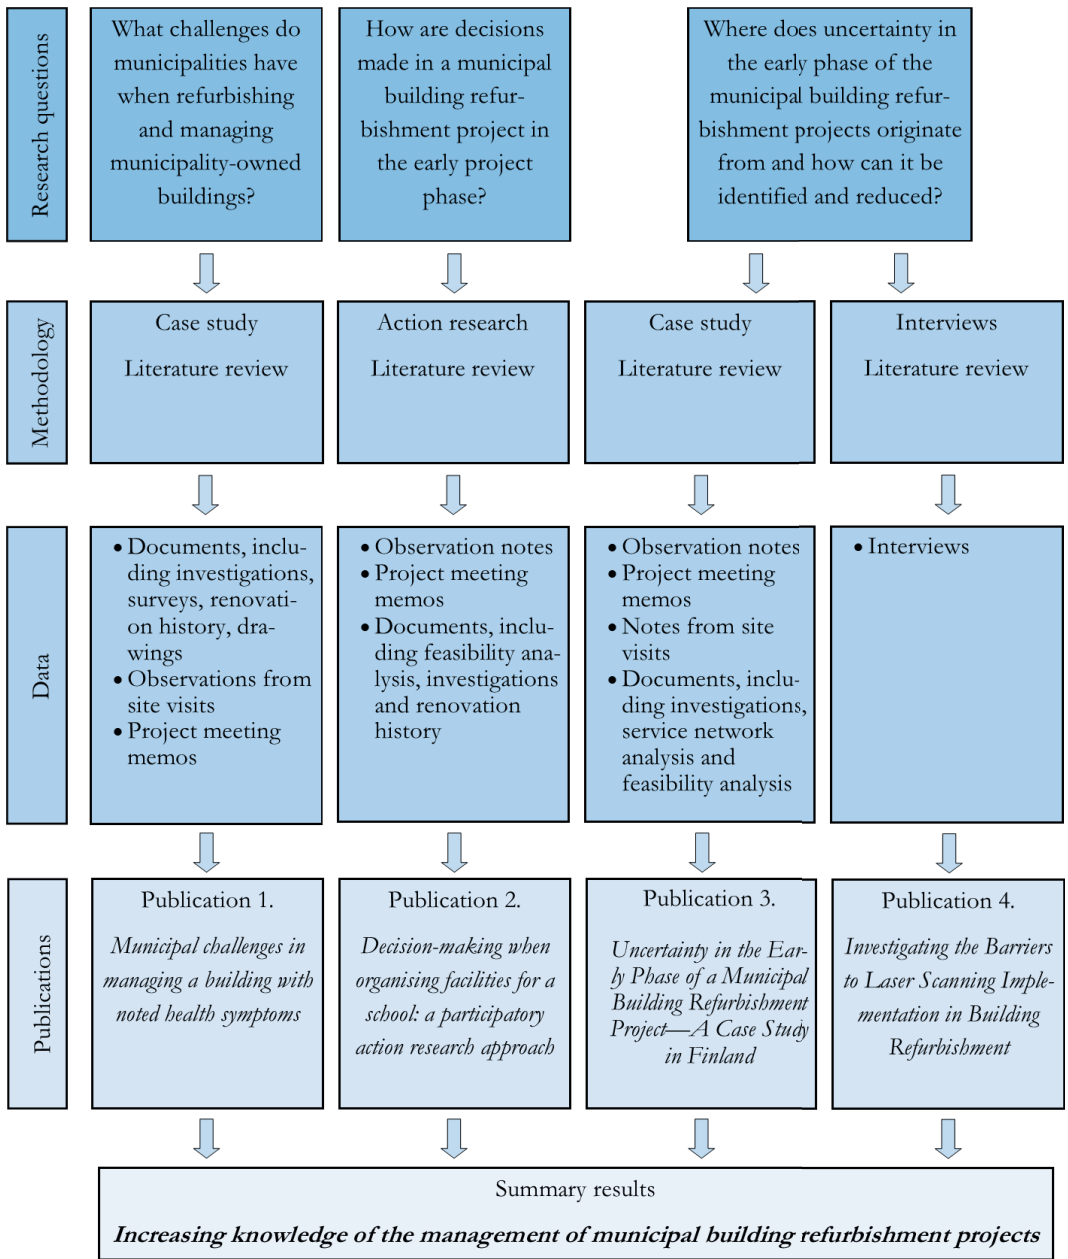 Research questions
What challenges do
municipalities have
when refurbishing
and managing
municipality-owned
buildings?
How are decisions
made in a municipal
building refur-
bishment project in
the early project
phase?
Where does uncertainty in
the early phase of the
municipal building refur-
bishment projects originate
from and how can it be
identified and reduced?
Methodology
Case study
Literature review
Action research
Literature review
Case study
Literature review
Interviews
Literature review
Data
• Documents, inclu-
ding investigations,
surveys, renovati-
on history, dra-
wings
• Observations from
site visits
• Project meeting
memos
• Observation notes
• Project meeting
memos
• Documents, inclu-
ding feasibility ana-
lysis, investigations
and renovation
history
• Observation notes
• Project meeting
memos
• Notes from site
visits
• Documents, inclu-
ding investigations,
service network
analysis and
feasibility analysis
• Interviews
Publications
Publication 1.
Municipal challenges in
managing a building with
noted health symptoms
Publication 2.
Decision-making when
organising facilities for a
school: a participatory
action research approach
Publication 3.
Uncertainty in the Ear-
ly Phase of a Municipal
Building Refurbishment
Project—A Case Study
in Finland
Publication 4.
Investigating the Barriers
to Laser Scanning Imple-
mentation in Building
Refurbishment
Summary results
Increasing knowledge of the management of municipal building refurbishment projects